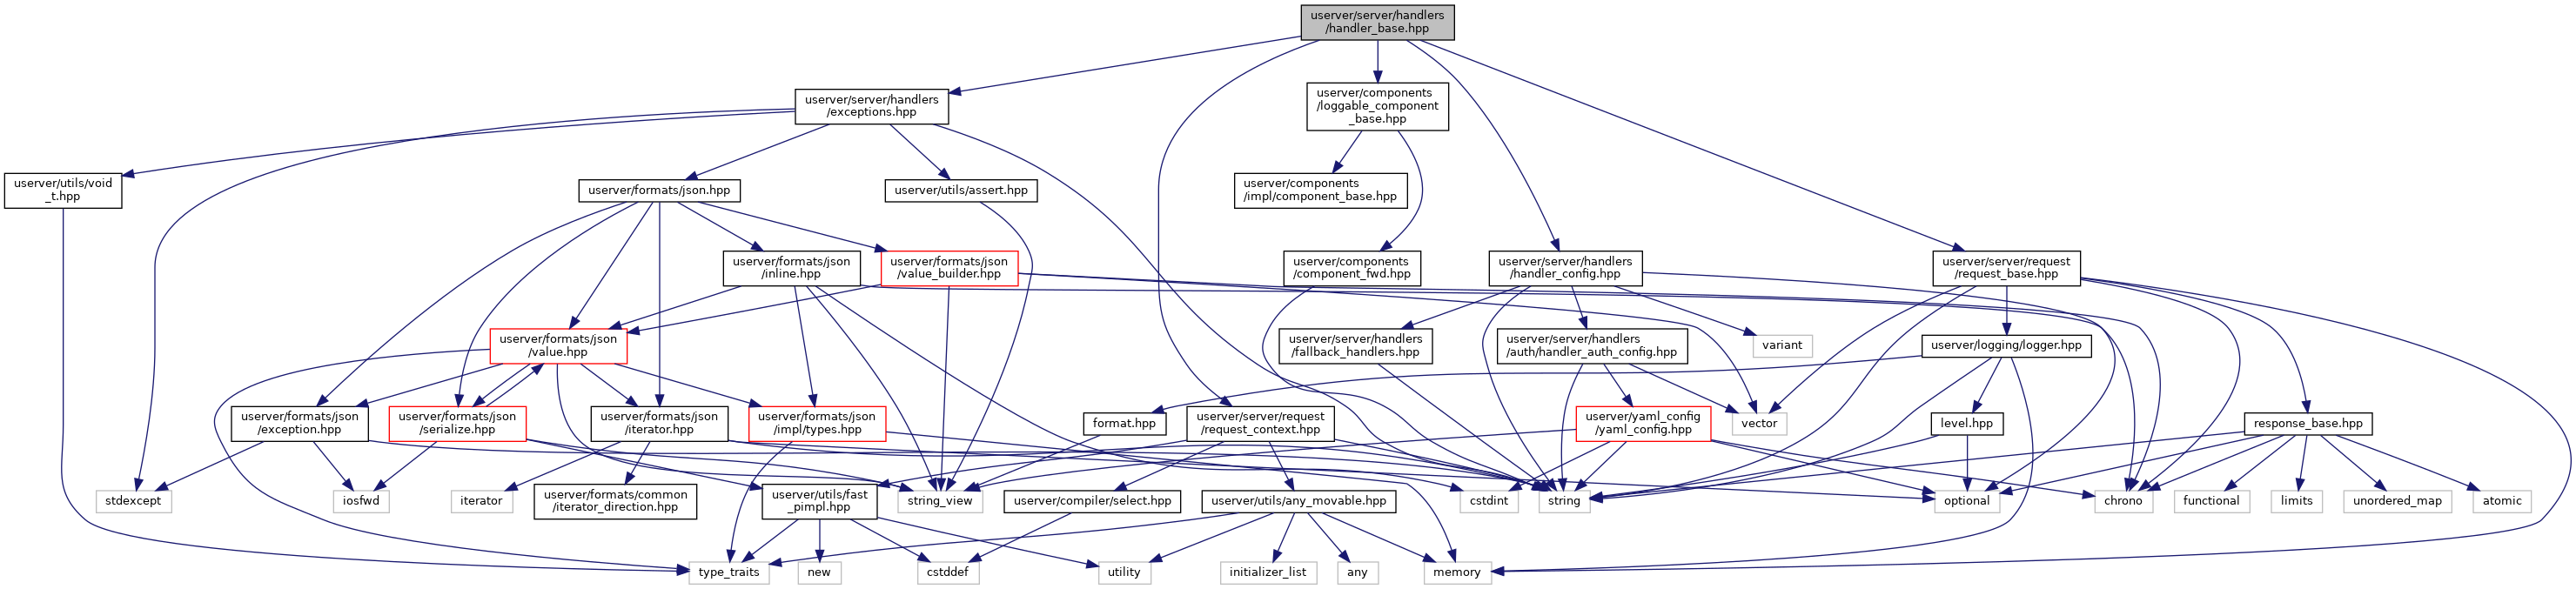 userver/server/handlers
/handler_base.hpp
userver/server/handlers
/exceptions.hpp
userver/components
/loggable_component
_base.hpp
userver/utils/void
_t.hpp
userver/formats/json.hpp
userver/utils/assert.hpp
userver/components
/impl/component_base.hpp
userver/formats/json
/inline.hpp
userver/formats/json
/value_builder.hpp
userver/components
/component_fwd.hpp
userver/server/handlers
/handler_config.hpp
userver/server/request
/request_base.hpp
userver/formats/json
/value.hpp
userver/server/handlers
/fallback_handlers.hpp
userver/server/handlers
/auth/handler_auth_config.hpp
variant
userver/logging/logger.hpp
userver/formats/json
/exception.hpp
userver/formats/json
/serialize.hpp
userver/formats/json
/iterator.hpp
userver/formats/json
/impl/types.hpp
format.hpp
userver/server/request
/request_context.hpp
userver/yaml_config
/yaml_config.hpp
vector
level.hpp
response_base.hpp
stdexcept
iosfwd
iterator
userver/formats/common
/iterator_direction.hpp
userver/utils/fast
_pimpl.hpp
string_view
userver/compiler/select.hpp
userver/utils/any_movable.hpp
cstdint
string
optional
chrono
functional
limits
unordered_map
atomic
type_traits
new
cstddef
utility
initializer_list
any
memory